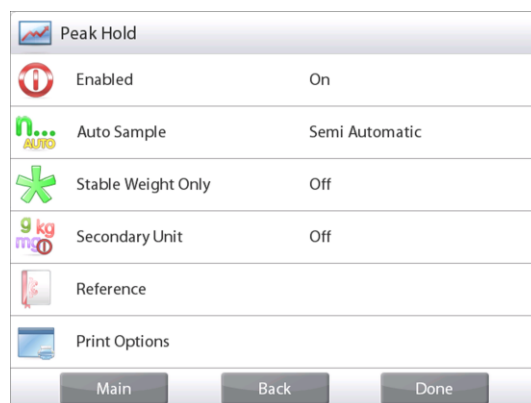 Peak Hold
Enabled On
n... AUTO Auto Sample Semi Automatic
Stable Weight Only Off
g kg mg Secondary Unit Off
Reference
Print Options
Main Back Done